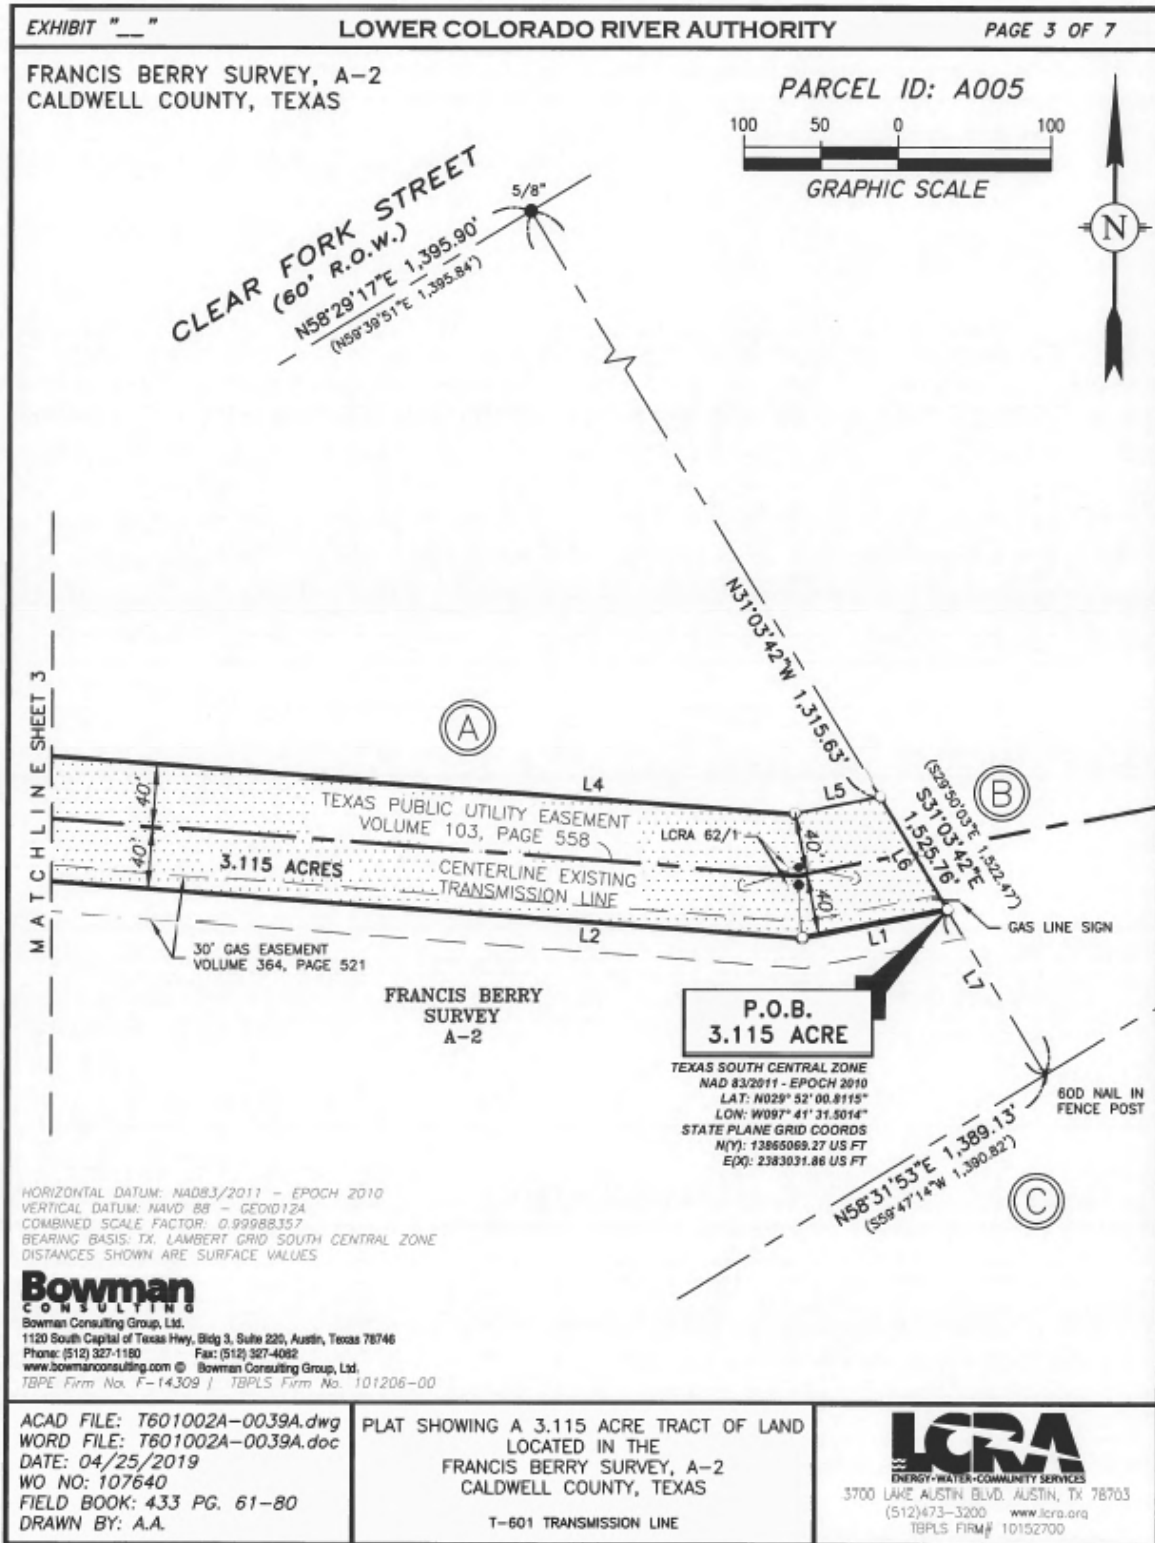 EXHIBIT "__"
LOWER COLORADO RIVER AUTHORITY
PAGE 3 OF 7
FRANCIS BERRY SURVEY, A-2
CALDWELL COUNTY, TEXAS
PARCEL ID: A005
100 50 0 100
GRAPHIC SCALE
N
CLEAR FORK STREET
(60' R.O.W.)
N58°29'17"E 1,395.90'
(N59°39'51"E 1,395.84')
5/8"
N31°03'42"W 1,315.63'
MATCHLINE SHEET 3
A
B
(S29°50'03"E 1,522.47')
S31°03'42"E
1,525.76'
L4
L5
L6
40'
40'
40'
40'
TEXAS PUBLIC UTILITY EASEMENT
VOLUME 103, PAGE 558
LCRA 62/1
3.115 ACRES
CENTERLINE EXISTING
TRANSMISSION LINE
L2
L1
L7
GAS LINE SIGN
30' GAS EASEMENT
VOLUME 364, PAGE 521
FRANCIS BERRY
SURVEY
A-2
P.O.B.
3.115 ACRE
TEXAS SOUTH CENTRAL ZONE
NAD 83/2011 - EPOCH 2010
LAT: N029° 52' 00.8115"
LON: W097° 41' 31.5014"
STATE PLANE GRID COORDS
N(Y): 13865069.27 US FT
E(X): 2383031.86 US FT
60D NAIL IN
FENCE POST
N58°31'53"E 1,389.13'
(S59°47'14"W 1,390.82')
C
HORIZONTAL DATUM: NAD83/2011 - EPOCH 2010
VERTICAL DATUM: NAVD 88 - GEOID12A
COMBINED SCALE FACTOR: 0.99988357
BEARING BASIS: TX. LAMBERT GRID SOUTH CENTRAL ZONE
DISTANCES SHOWN ARE SURFACE VALUES
Bowman
CONSULTING
Bowman Consulting Group, Ltd.
1120 South Capital of Texas Hwy, Bldg 3, Suite 220, Austin, Texas 78746
Phone: (512) 327-1180 Fax: (512) 327-4062
www.bowmanconsulting.com © Bowman Consulting Group, Ltd.
TBPE Firm No. F-14309 | TBPLS Firm No. 101206-00
ACAD FILE: T601002A-0039A.dwg
WORD FILE: T601002A-0039A.doc
DATE: 04/25/2019
WO NO: 107640
FIELD BOOK: 433 PG. 61-80
DRAWN BY: A.A.
PLAT SHOWING A 3.115 ACRE TRACT OF LAND
LOCATED IN THE
FRANCIS BERRY SURVEY, A-2
CALDWELL COUNTY, TEXAS
T-601 TRANSMISSION LINE
LCRA
ENERGY•WATER•COMMUNITY SERVICES
3700 LAKE AUSTIN BLVD. AUSTIN, TX 78703
(512)473-3200 www.lcra.org
TBPLS FIRM# 10152700